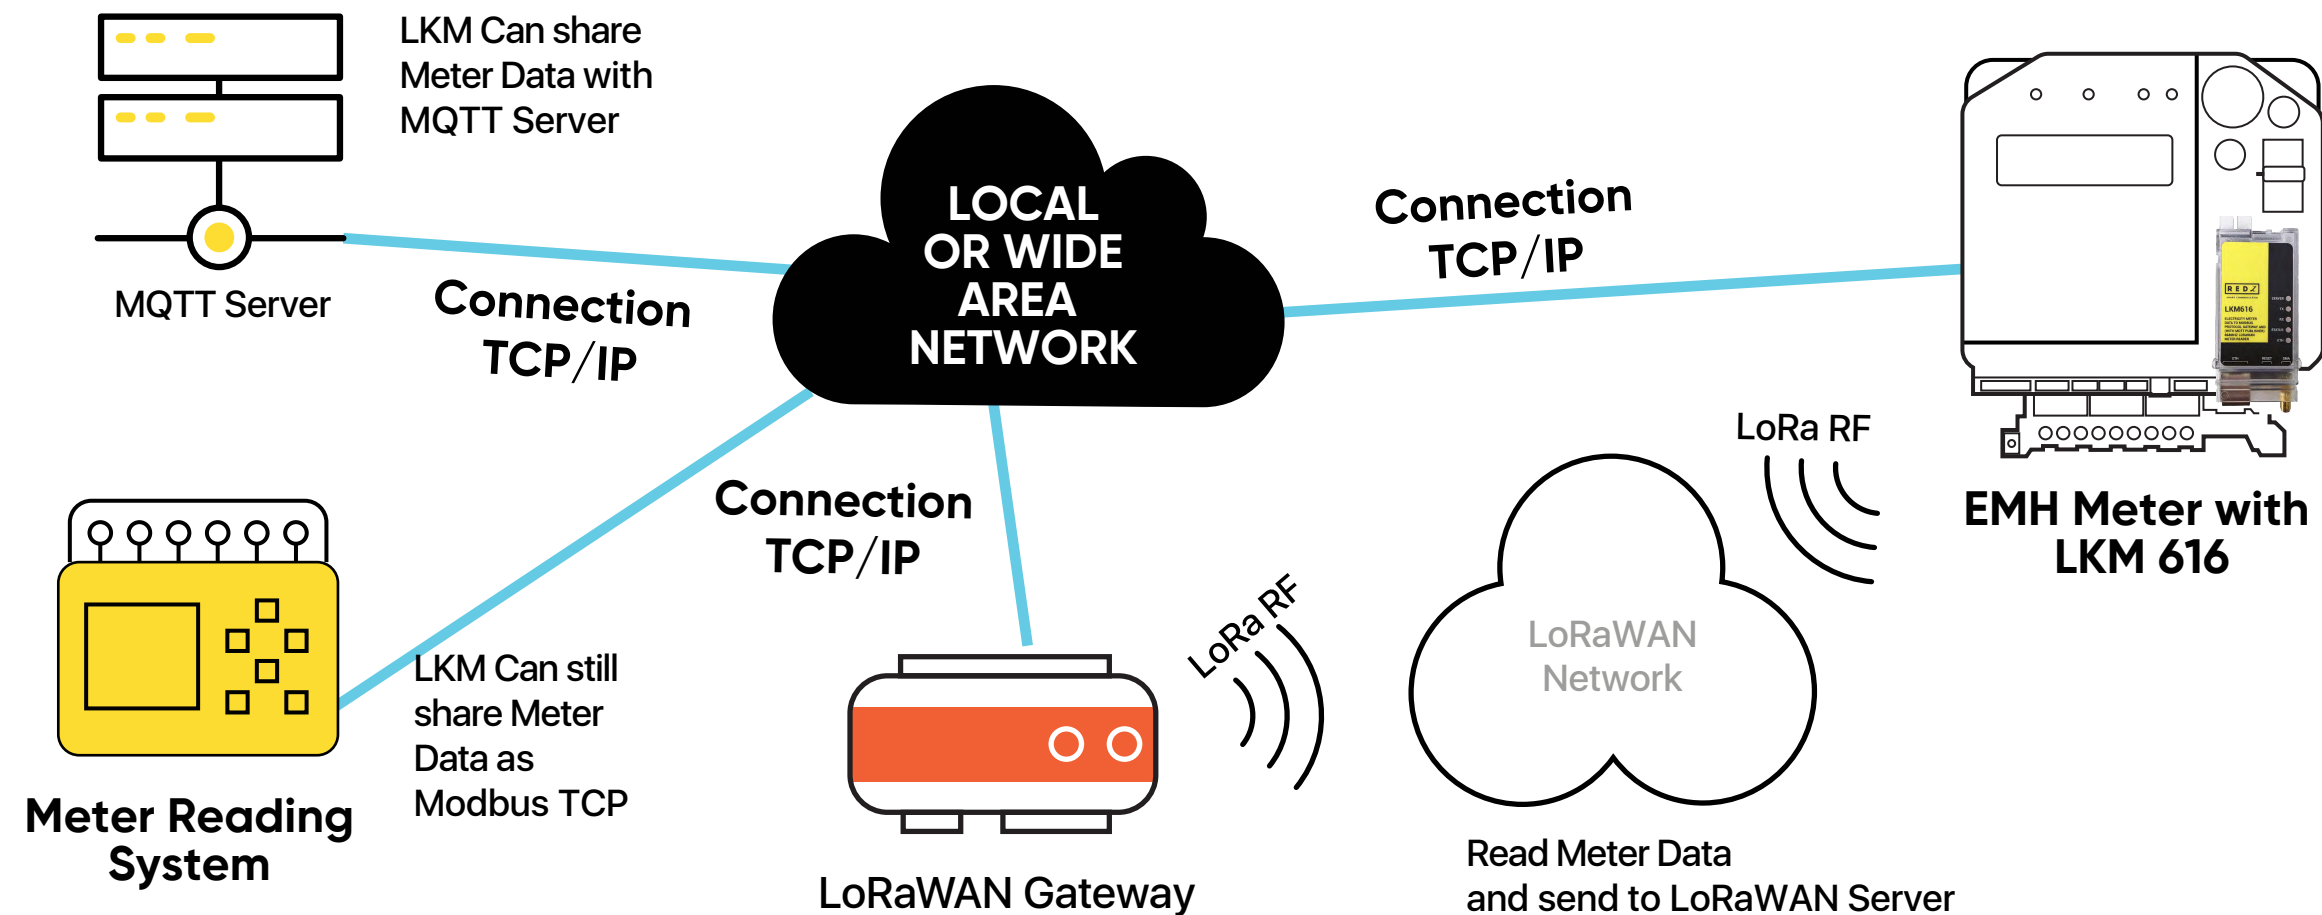 LKM Can share
Meter Data with
MQTT Server
MQTT Server
Connection
TCP/IP
LOCAL
OR WIDE
AREA
NETWORK
Connection
TCP/IP
REDZ
LKM616
EMH Meter with
LKM 616
LoRa RF
Connection
TCP/IP
LoRa RF
LoRaWAN
Network
LKM Can still
share Meter
Data as
Modbus TCP
Meter Reading
System
LoRaWAN Gateway
Read Meter Data
and send to LoRaWAN Server